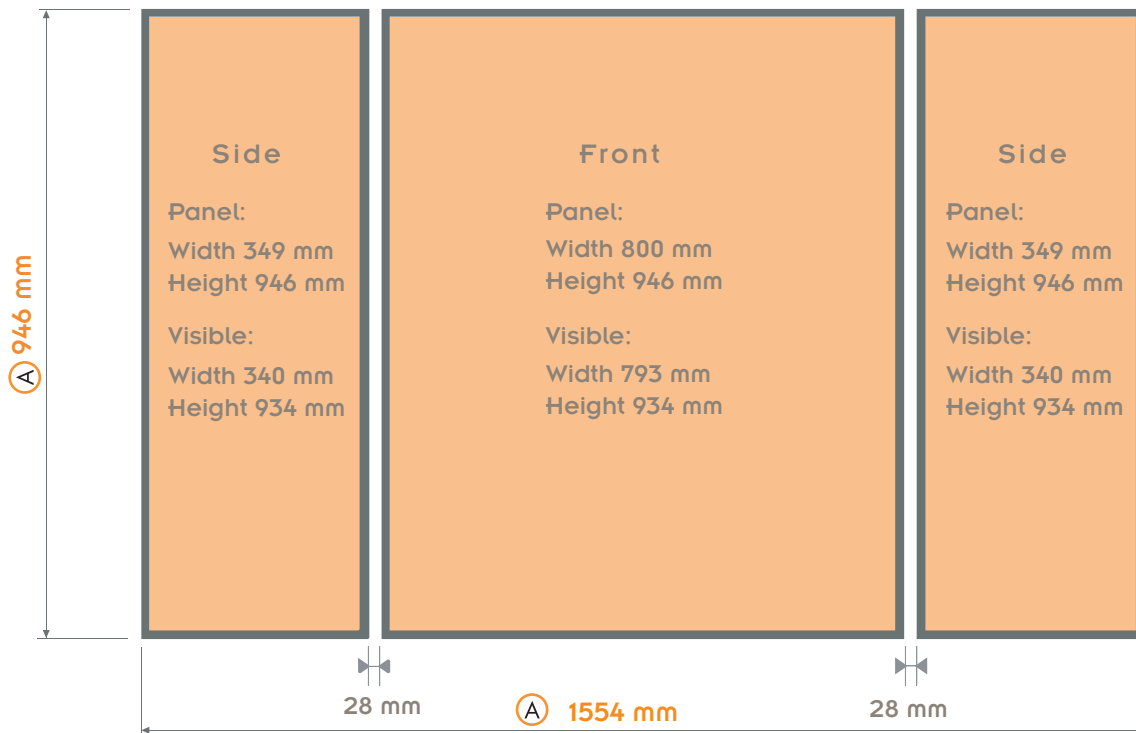 Side
Panel:
Width 349 mm
Height 946 mm
Visible:
Width 340 mm
Height 934 mm
Front
Panel:
Width 800 mm
Height 946 mm
Visible:
Width 793 mm
Height 934 mm
Side
Panel:
Width 349 mm
Height 946 mm
Visible:
Width 340 mm
Height 934 mm
A 946 mm
28 mm
A 1554 mm
28 mm